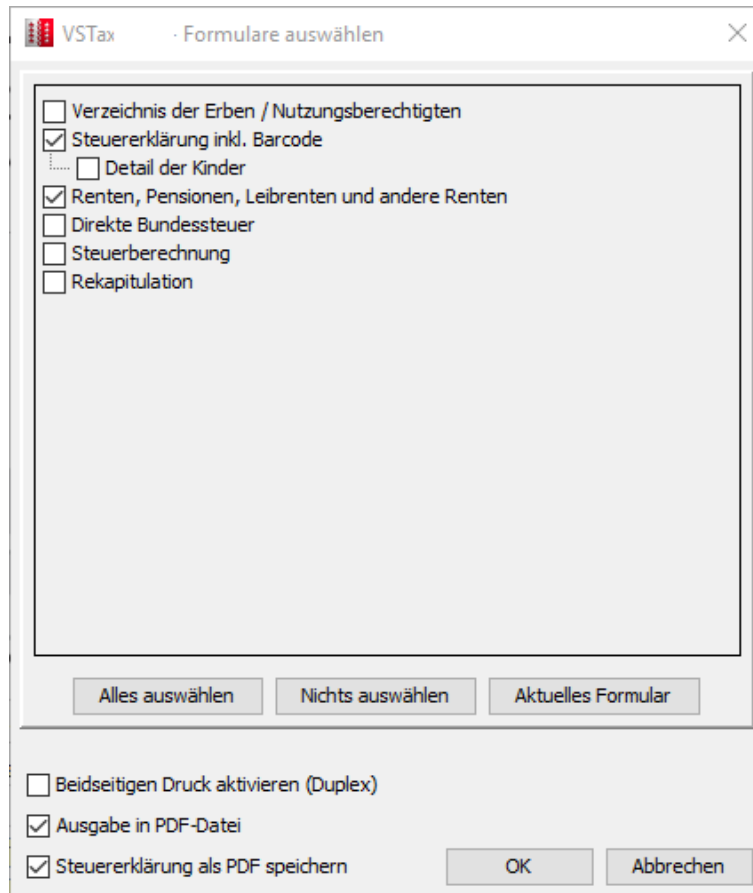 VSTax - Formulare auswählen
Verzeichnis der Erben / Nutzungsberechtigten
Steuererklärung inkl. Barcode
Detail der Kinder
Renten, Pensionen, Leibrenten und andere Renten
Direkte Bundessteuer
Steuerberechnung
Rekapitulation
Alles auswählen
Nichts auswählen
Aktuelles Formular
Beidseitigen Druck aktivieren (Duplex)
Ausgabe in PDF-Datei
Steuererklärung als PDF speichern
OK
Abbrechen